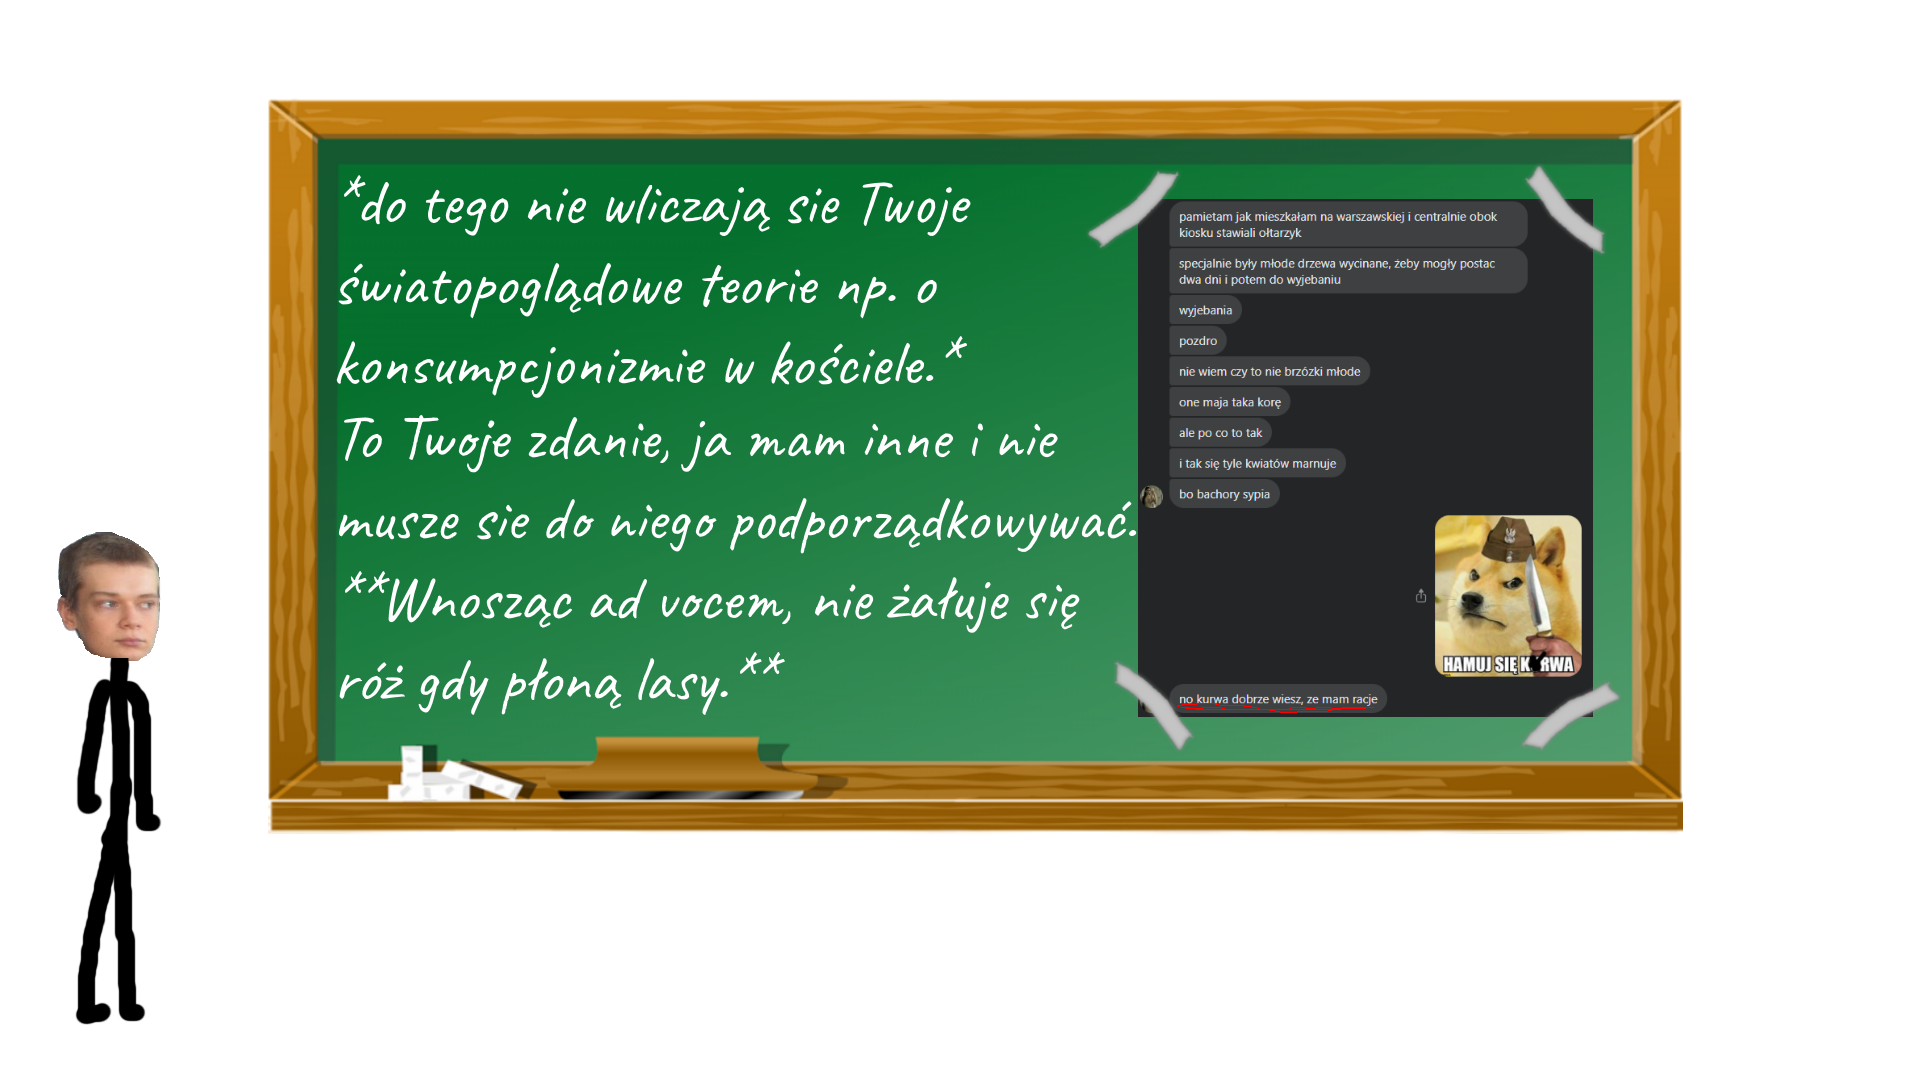 *do tego nie wliczają sie Twoje
światopoglądowe teorie np. o
konsumpcjonizmie w kościele.*
To Twoje zdanie, ja mam inne i nie
musze sie do niego podporządkowywać.
**Wnosząc ad vocem, nie żałuje się
róż gdy płoną lasy.**
pamietam jak mieszkałam na warszawskiej i centralnie obok
kiosku stawiali ołtarzyk
specjalnie były młode drzewa wycinane, żeby mogły postac
dwa dni i potem do wyjebaniu
wyjebania
pozdro
nie wiem czy to nie brzózki młode
one maja taka korę
ale po co to tak
i tak się tyle kwiatów marnuje
bo bachory sypia
HAMUJ SIĘ K RWA
no kurwa dobrze wiesz, ze mam racje